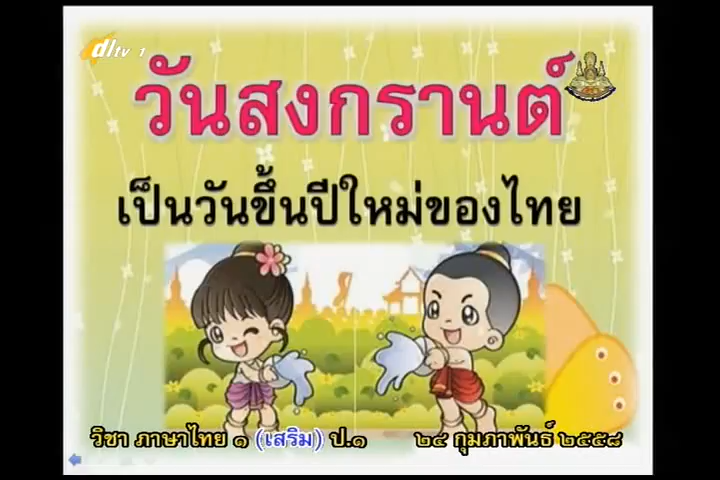 dltv 1
วันสงกรานต์
เป็นวันขึ้นปีใหม่ของไทย
วิชา ภาษาไทย ๑ (เสริม) ป.๑ ๒๔ กุมภาพันธ์ ๒๕๕๘